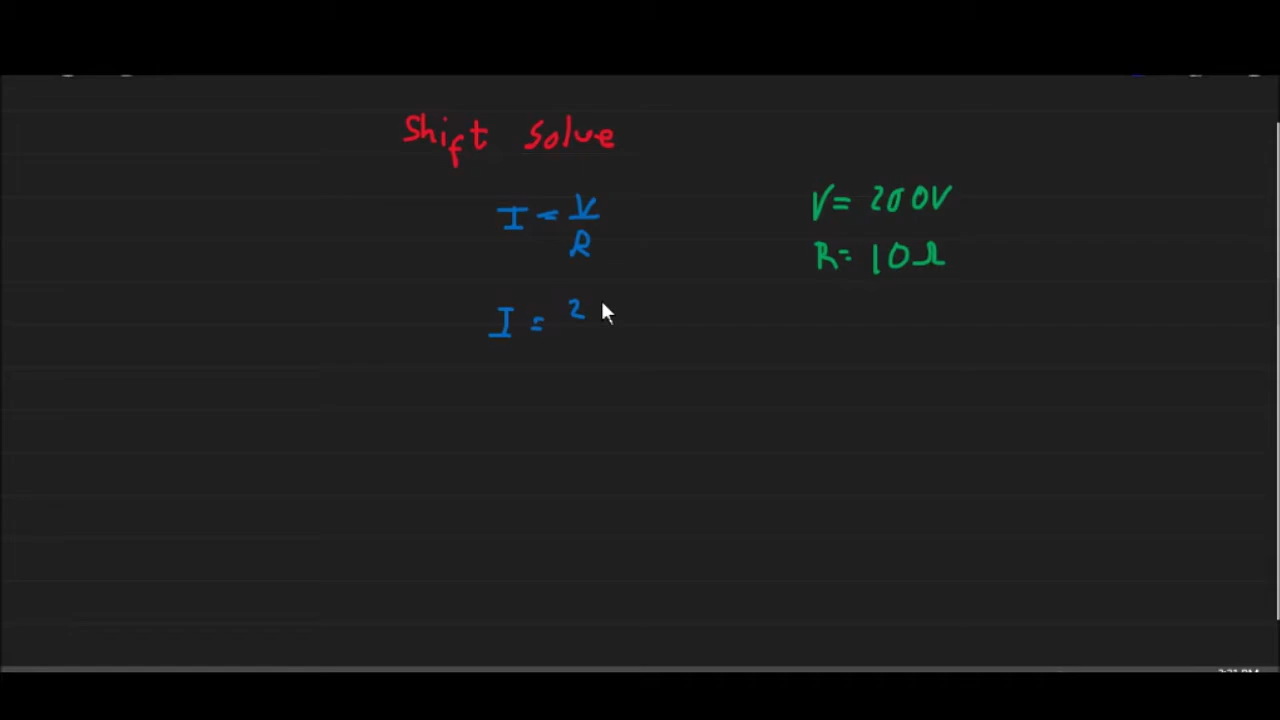 Shift Solve
I = V/R
V = 200V
R = 10Ω
I = 2